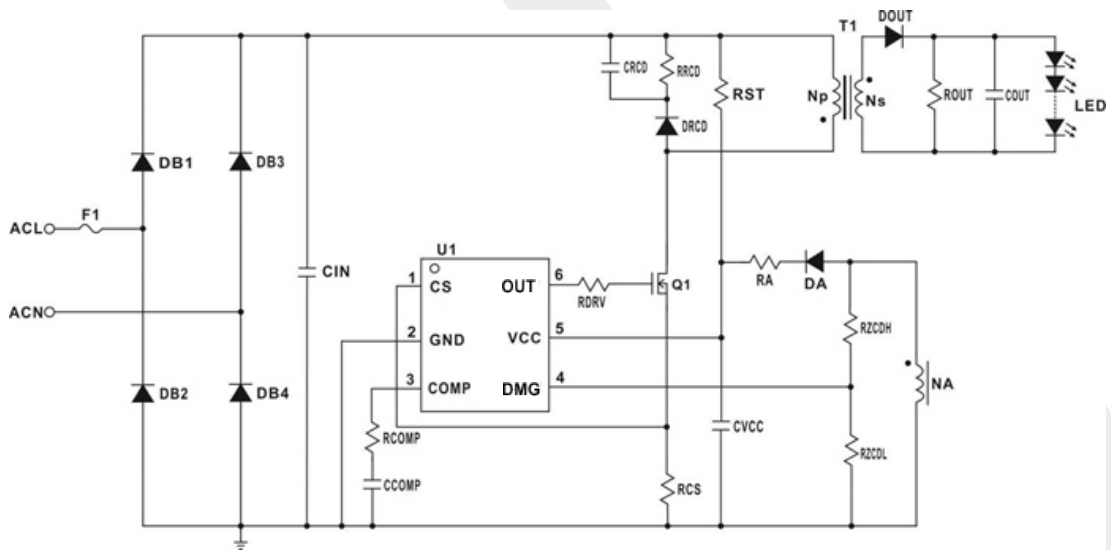 DOUT
T1
CRCD
RRCD
RST
Np
Ns
ROUT
COUT
LED
DRCD
DB1
DB3
F1
ACL
U1
CIN
1
CS
OUT
6
RDRV
Q1
RA
DA
ACN
2
GND
VCC
5
RZCDH
3
COMP
DMG
4
NA
DB2
DB4
RCOMP
CVCC
RZCDL
CCOMP
RCS